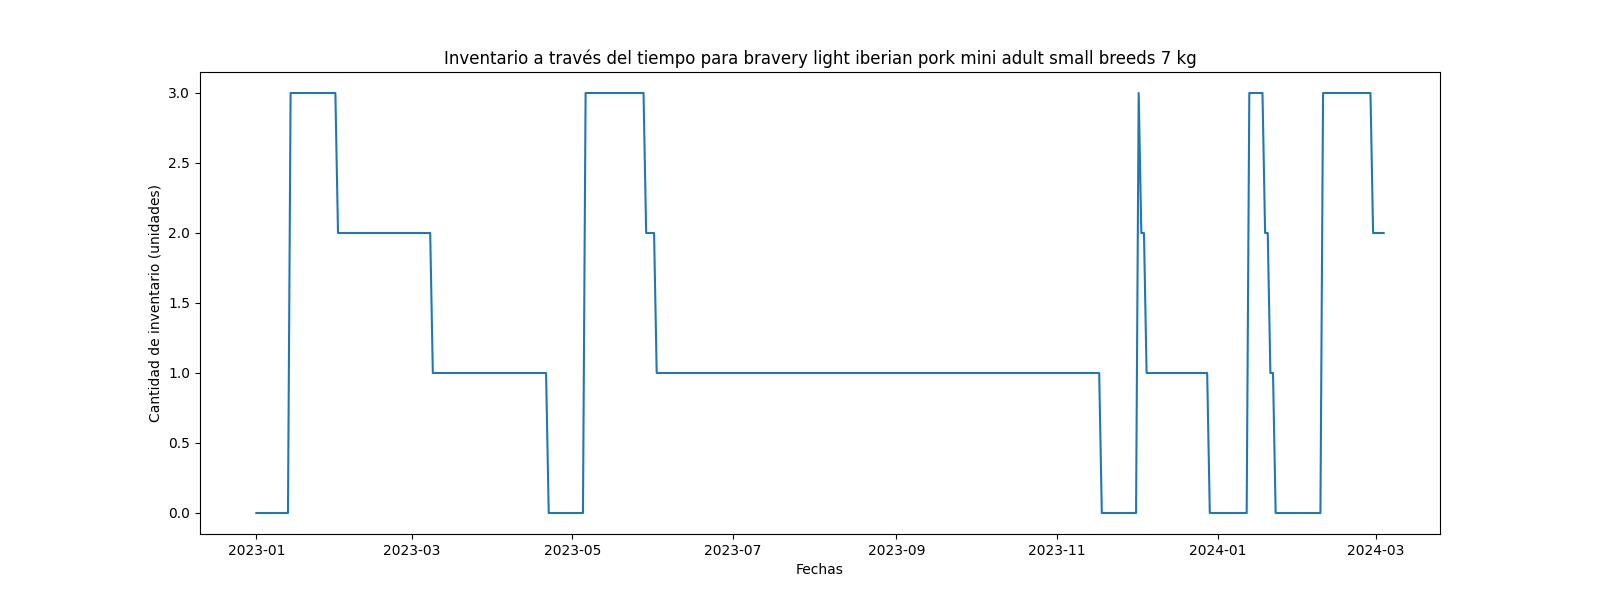 Inventario a través del tiempo para bravery light iberian pork mini adult small breeds 7 kg
Cantidad de inventario (unidades)
3.0
2.5
2.0
1.5
1.0
0.5
0.0
2023-01 2023-03 2023-05 2023-07 2023-09 2023-11 2024-01 2024-03
Fechas